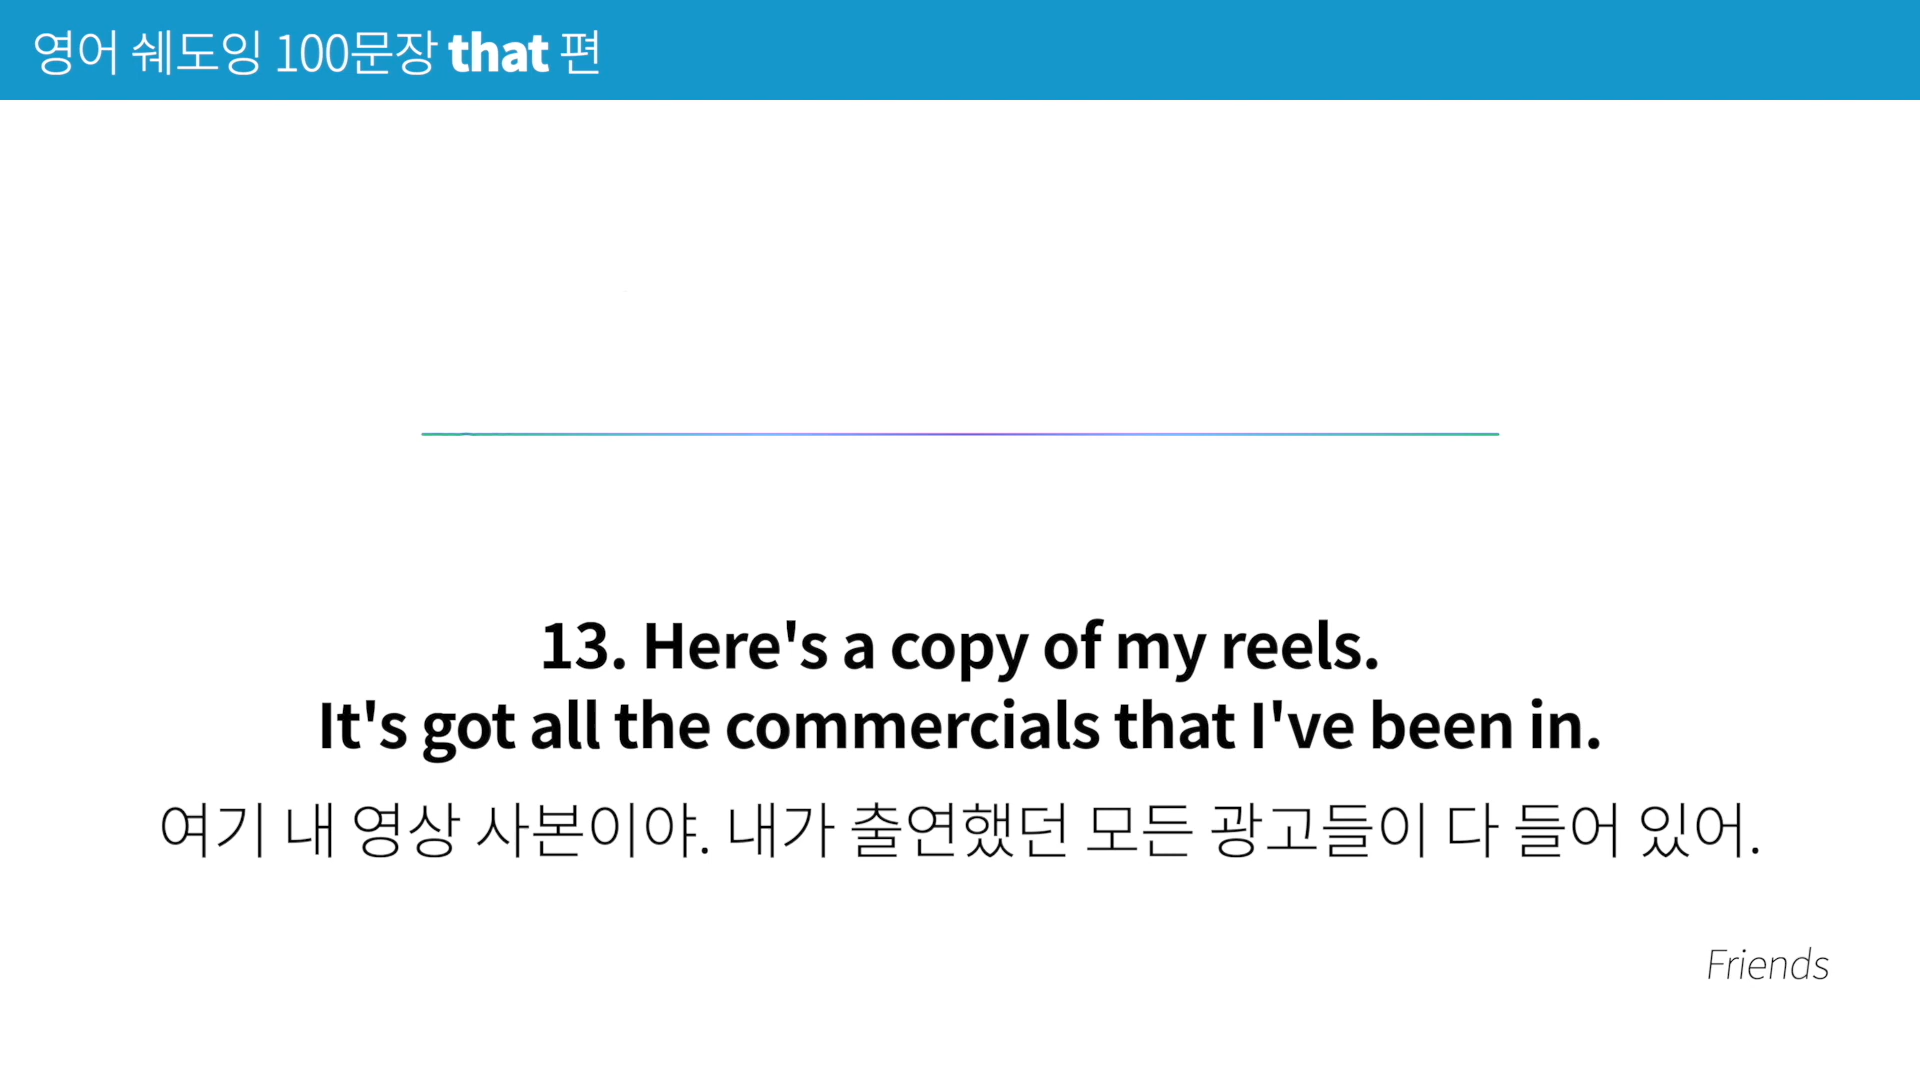 영어 쉐도잉 100문장 that 편
13. Here's a copy of my reels.
It's got all the commercials that I've been in.
여기 내 영상 사본이야. 내가 출연했던 모든 광고들이 다 들어 있어.
Friends